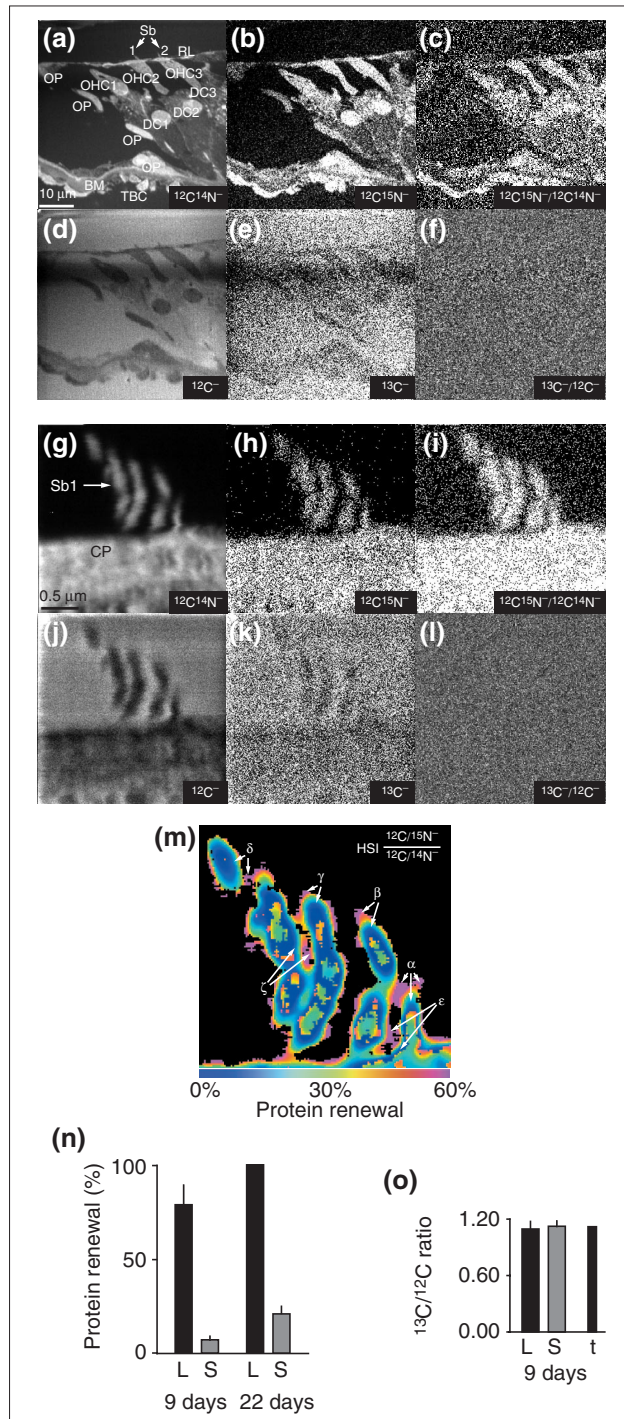 (a)
Sb
1 2 RL
OP OHC1 OHC2 OHC3
OP DC3
DC2
DC1
OP
OP
BM
TBC
10 µm
¹²C¹⁴N⁻
(b)
¹²C¹⁵N⁻
(c)
¹²C¹⁵N⁻/¹²C¹⁴N⁻
(d)
¹²C⁻
(e)
¹³C⁻
(f)
¹³C⁻/¹²C⁻
(g)
Sb1
CP
0.5 µm
¹²C¹⁴N⁻
(h)
¹²C¹⁵N⁻
(i)
¹²C¹⁵N⁻/¹²C¹⁴N⁻
(j)
¹²C⁻
(k)
¹³C⁻
(l)
¹³C⁻/¹²C⁻
(m)
HSI ¹²C/¹⁵N⁻
¹²C/¹⁴N⁻
δ
γ
β
α
ζ
ε
0% 30% 60%
Protein renewal
(n)
Protein renewal (%)
100
50
0
L S L S
9 days 22 days
(o)
¹³C/¹²C ratio
1.20
0.60
0.00
L S t
9 days